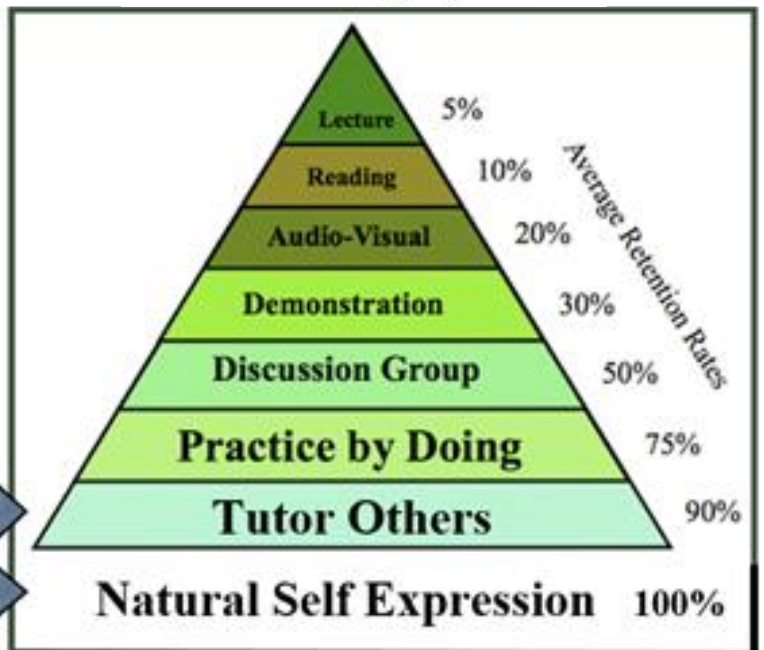 Lecture 5%
Reading 10%
Audio-Visual 20%
Demonstration 30%
Discussion Group 50%
Practice by Doing 75%
Tutor Others 90%
Natural Self Expression 100%
Average Retention Rates